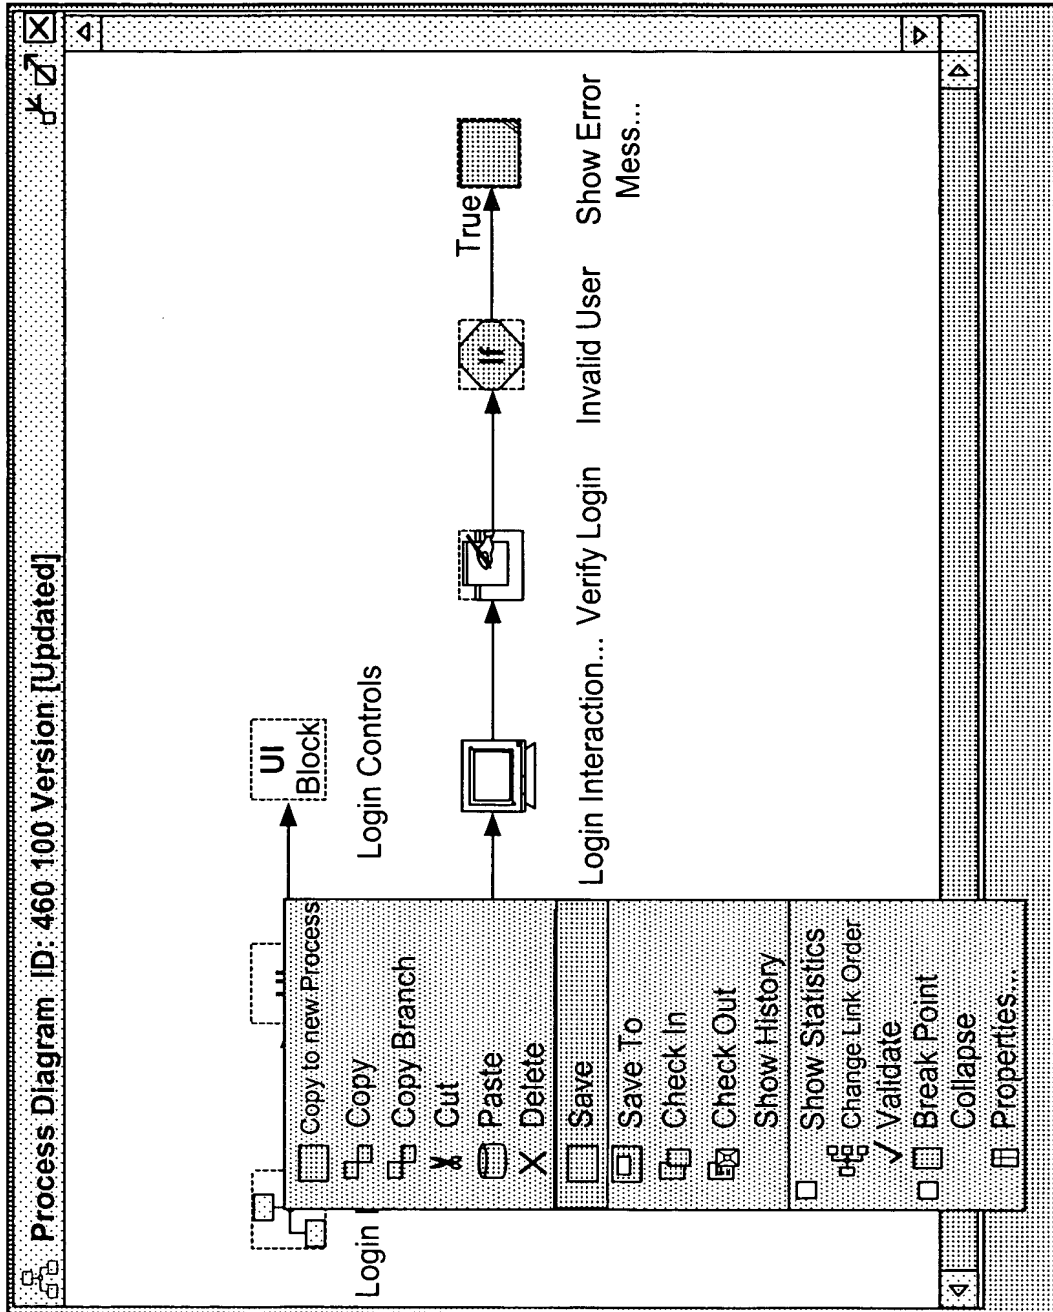 Process Diagram ID: 460 100 Version [Updated]
UI
Block
Login Controls
Login
True
If
Login Interaction...
Verify Login
Invalid User
Show Error
Mess...
Copy to new Process
Copy
Copy Branch
Cut
Paste
Delete
Save
Save To
Check In
Check Out
Show History
Show Statistics
Change Link Order
Validate
Break Point
Collapse
Properties...